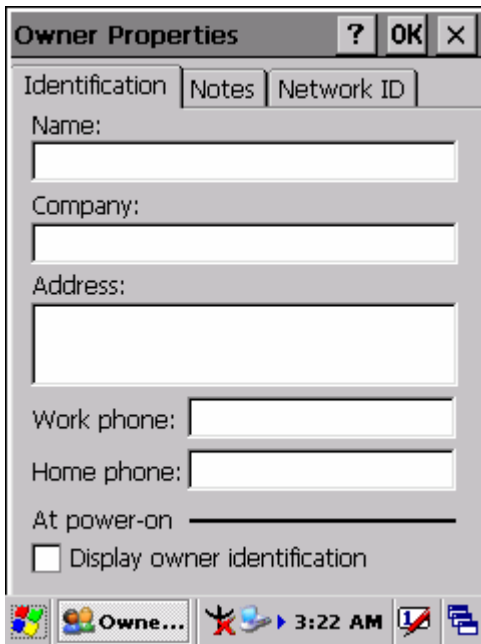 Owner Properties ? OK ×
Identification Notes Network ID
Name:
Company:
Address:
Work phone:
Home phone:
At power-on
Display owner identification
Owne... 3:22 AM